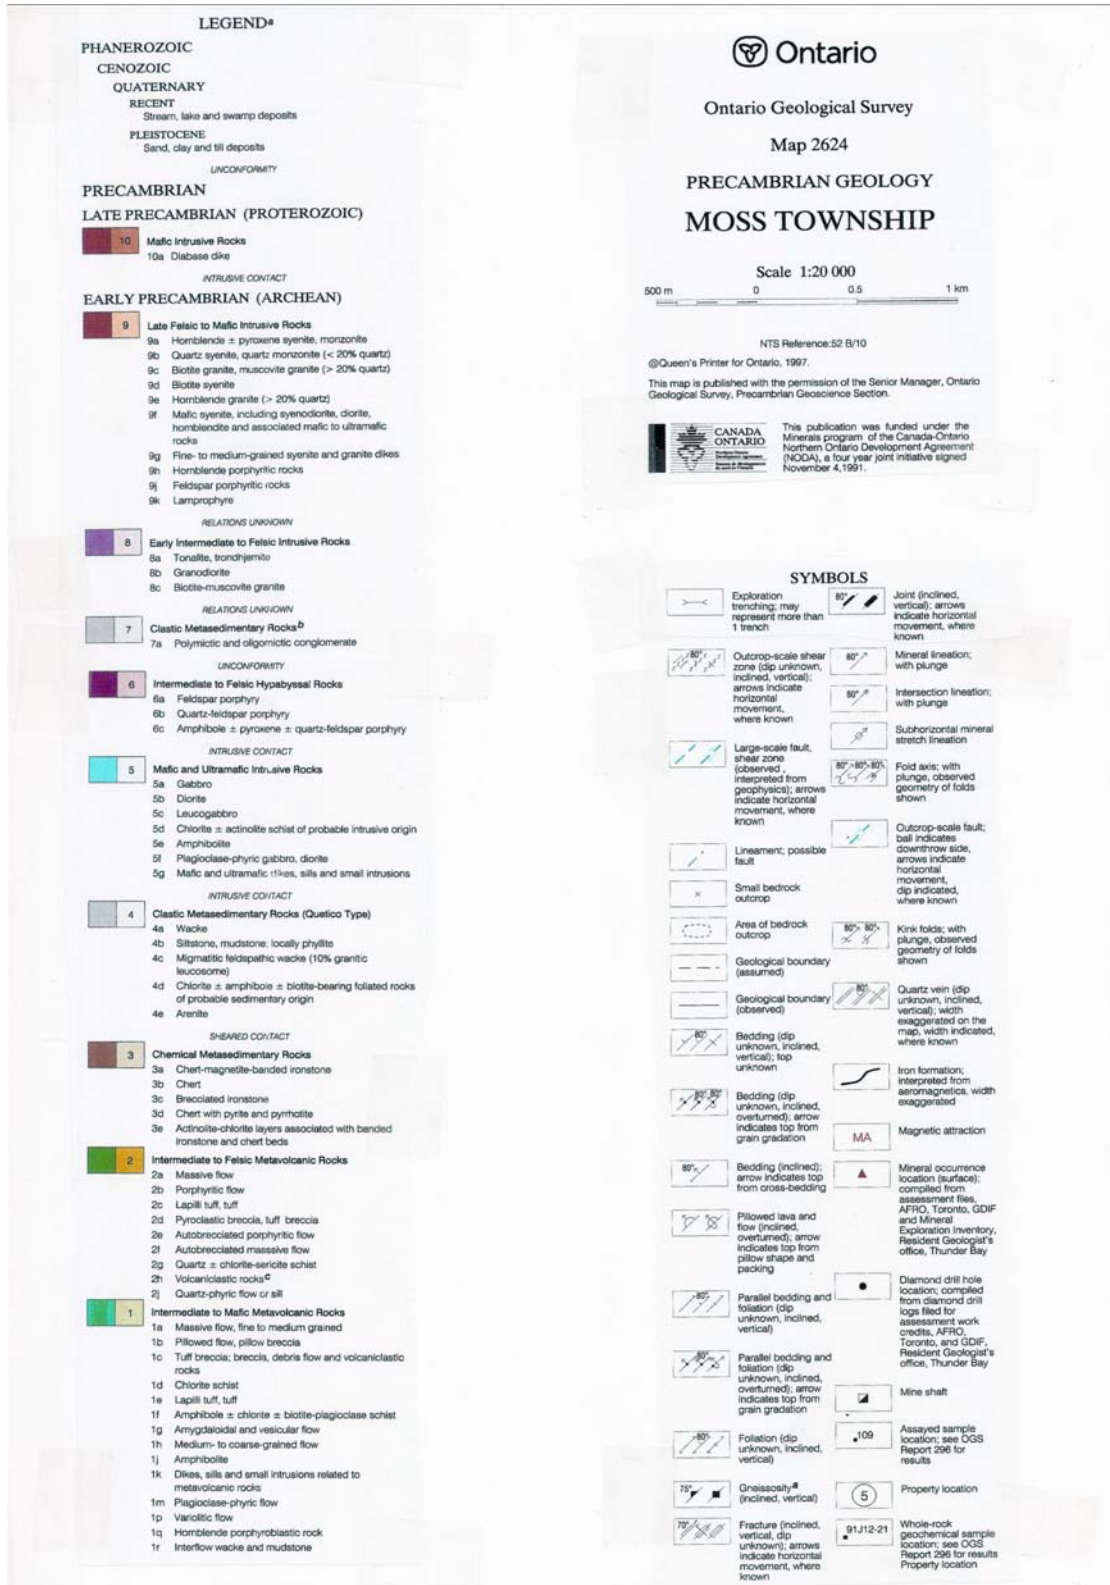 LEGENDa
PHANEROZOIC
CENOZOIC
QUATERNARY
RECENT
Stream, lake and swamp deposits
PLEISTOCENE
Sand, clay and till deposits
UNCONFORMITY
PRECAMBRIAN
LATE PRECAMBRIAN (PROTEROZOIC)
10 Mafic Intrusive Rocks
10a Diabase dike
INTRUSIVE CONTACT
EARLY PRECAMBRIAN (ARCHEAN)
9 Late Felsic to Mafic Intrusive Rocks
9a Hornblende ± pyroxene syenite, monzonite
9b Quartz syenite, quartz monzonite (< 20% quartz)
9c Biotite granite, muscovite granite (> 20% quartz)
9d Biotite syenite
9e Hornblende granite (> 20% quartz)
9f Mafic syenite, including syenodiorite, diorite,
hornblendite and associated mafic to ultramafic
rocks
9g Fine- to medium-grained syenite and granite dikes
9h Hornblende porphyritic rocks
9j Feldspar porphyritic rocks
9k Lamprophyre
RELATIONS UNKNOWN
8 Early Intermediate to Felsic Intrusive Rocks
8a Tonalite, trondhjemite
8b Granodiorite
8c Biotite-muscovite granite
RELATIONS UNKNOWN
7 Clastic Metasedimentary Rocksb
7a Polymictic and oligomictic conglomerate
UNCONFORMITY
6 Intermediate to Felsic Hypabyssal Rocks
6a Feldspar porphyry
6b Quartz-feldspar porphyry
6c Amphibole ± pyroxene ± quartz-feldspar porphyry
INTRUSIVE CONTACT
5 Mafic and Ultramafic Intrusive Rocks
5a Gabbro
5b Diorite
5c Leucogabbro
5d Chlorite ± actinolite schist of probable intrusive origin
5e Amphibolite
5f Plagioclase-phyric gabbro, diorite
5g Mafic and ultramafic dikes, sills and small intrusions
INTRUSIVE CONTACT
4 Clastic Metasedimentary Rocks (Quetico Type)
4a Wacke
4b Siltstone, mudstone; locally phyllite
4c Migmatitic feldspathic wacke (10% granitic
leucosome)
4d Chlorite ± amphibole ± biotite-bearing foliated rocks
of probable sedimentary origin
4e Arenite
SHEARED CONTACT
3 Chemical Metasedimentary Rocks
3a Chert-magnetite-banded ironstone
3b Chert
3c Brecciated ironstone
3d Chert with pyrite and pyrrhotite
3e Actinolite-chlorite layers associated with banded
ironstone and chert beds
2 Intermediate to Felsic Metavolcanic Rocks
2a Massive flow
2b Porphyritic flow
2c Lapilli tuff, tuff
2d Pyroclastic breccia, tuff breccia
2e Autobrecciated porphyritic flow
2f Autobrecciated masssive flow
2g Quartz ± chlorite-sericite schist
2h Volcaniclastic rocksc
2j Quartz-phyric flow or sill
1 Intermediate to Mafic Metavolcanic Rocks
1a Massive flow, fine to medium grained
1b Pillowed flow, pillow breccia
1c Tuff breccia; breccia, debris flow and volcaniclastic
rocks
1d Chlorite schist
1e Lapilli tuff, tuff
1f Amphibole ± chlorite ± biotite-plagioclase schist
1g Amygdaloidal and vesicular flow
1h Medium- to coarse-grained flow
1j Amphibolite
1k Dikes, sills and small intrusions related to
metavolcanic rocks
1m Plagioclase-phyric flow
1p Variolitic flow
1q Hornblende porphyroblastic rock
1r Interflow wacke and mudstone
Ontario
Ontario Geological Survey
Map 2624
PRECAMBRIAN GEOLOGY
MOSS TOWNSHIP
Scale 1:20 000
500 m 0 0.5 1 km
NTS Reference:52 B/10
@Queen's Printer for Ontario, 1997.
This map is published with the permission of the Senior Manager, Ontario
Geological Survey, Precambrian Geoscience Section.
CANADA
ONTARIO
This publication was funded under the
Minerals program of the Canada-Ontario
Northern Ontario Development Agreement
(NODA), a four year joint initiative signed
November 4,1991.
SYMBOLS
Exploration
trenching; may
represent more than
1 trench
80°
Outcrop-scale shear
zone (dip unknown,
inclined, vertical);
arrows indicate
horizontal
movement,
where known
Large-scale fault,
shear zone
(observed ,
interpreted from
geophysics); arrows
indicate horizontal
movement, where
known
Lineament; possible
fault
Small bedrock
outcrop
Area of bedrock
outcrop
Geological boundary
(assumed)
Geological boundary
(observed)
80°
Bedding (dip
unknown, inclined,
vertical); top
unknown
80° 80°
Bedding (dip
unknown, inclined,
overturned); arrow
indicates top from
grain gradation
80°
Bedding (inclined);
arrow indicates top
from cross-bedding
Pillowed lava and
flow (inclined,
overturned); arrow
indicates top from
pillow shape and
packing
80°
Parallel bedding and
foliation (dip
unknown, inclined,
vertical)
80°
Parallel bedding and
foliation (dip
unknown, inclined,
overturned); arrow
indicates top from
grain gradation
80°
Foliation (dip
unknown, inclined,
vertical)
75°
Gneissositya
(inclined, vertical)
70°
Fracture (inclined,
vertical, dip
unknown); arrows
indicate horizontal
movement, where
known
80°
Joint (inclined,
vertical); arrows
indicate horizontal
movement, where
known
80°
Mineral lineation;
with plunge
80°
Intersection lineation;
with plunge
Subhorizontal mineral
stretch lineation
80° 80° 80°
Fold axis; with
plunge, observed
geometry of folds
shown
Outcrop-scale fault;
ball indicates
downthrow side,
arrows indicate
horizontal
movement,
dip indicated,
where known
80° 80°
Kink folds; with
plunge, observed
geometry of folds
shown
80°
Quartz vein (dip
unknown, inclined,
vertical); width
exaggerated on the
map, width indicated,
where known
Iron formation;
interpreted from
aeromagnetics, width
exaggerated
MA
Magnetic attraction
Mineral occurrence
location (surface);
compiled from
assessment files,
AFRO, Toronto, GDIF
and Mineral
Exploration Inventory,
Resident Geologist's
office, Thunder Bay
Diamond drill hole
location; compiled
from diamond drill
logs filed for
assessment work
credits, AFRO,
Toronto, and GDIF,
Resident Geologist's
office, Thunder Bay
Mine shaft
109
Assayed sample
location; see OGS
Report 296 for
results
5
Property location
91J12-21
Whole-rock
geochemical sample
location; see OGS
Report 296 for results
Property location